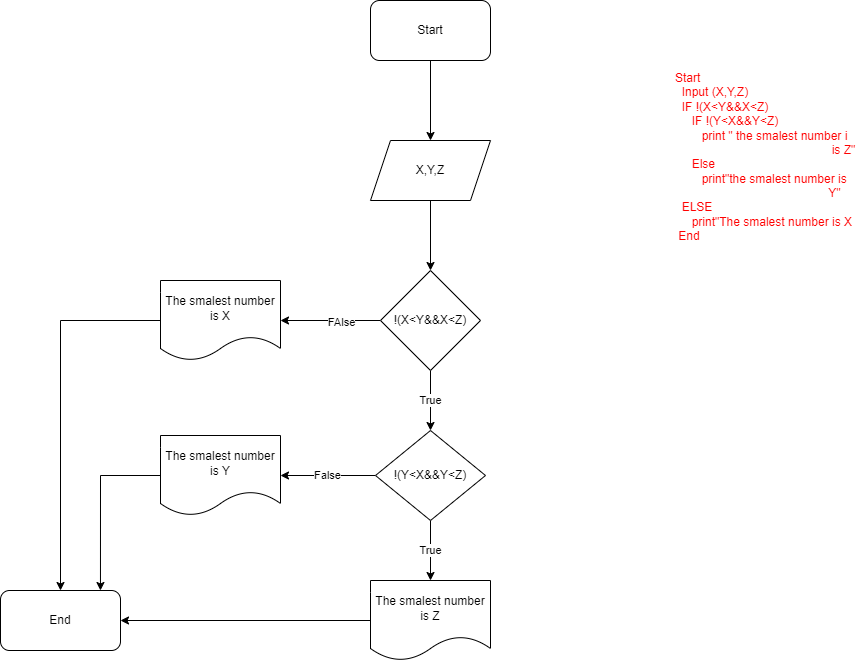 Start
X,Y,Z
!(X<Y&&X<Z)
FAlse
The smalest number
is X
True
!(Y<X&&Y<Z)
False
The smalest number
is Y
True
The smalest number
is Z
End
Start
Input (X,Y,Z)
IF !(X<Y&&X<Z)
IF !(Y<X&&Y<Z)
print " the smalest number i
is Z"
Else
print"the smalest number is
Y"
ELSE
print"The smalest number is X
End